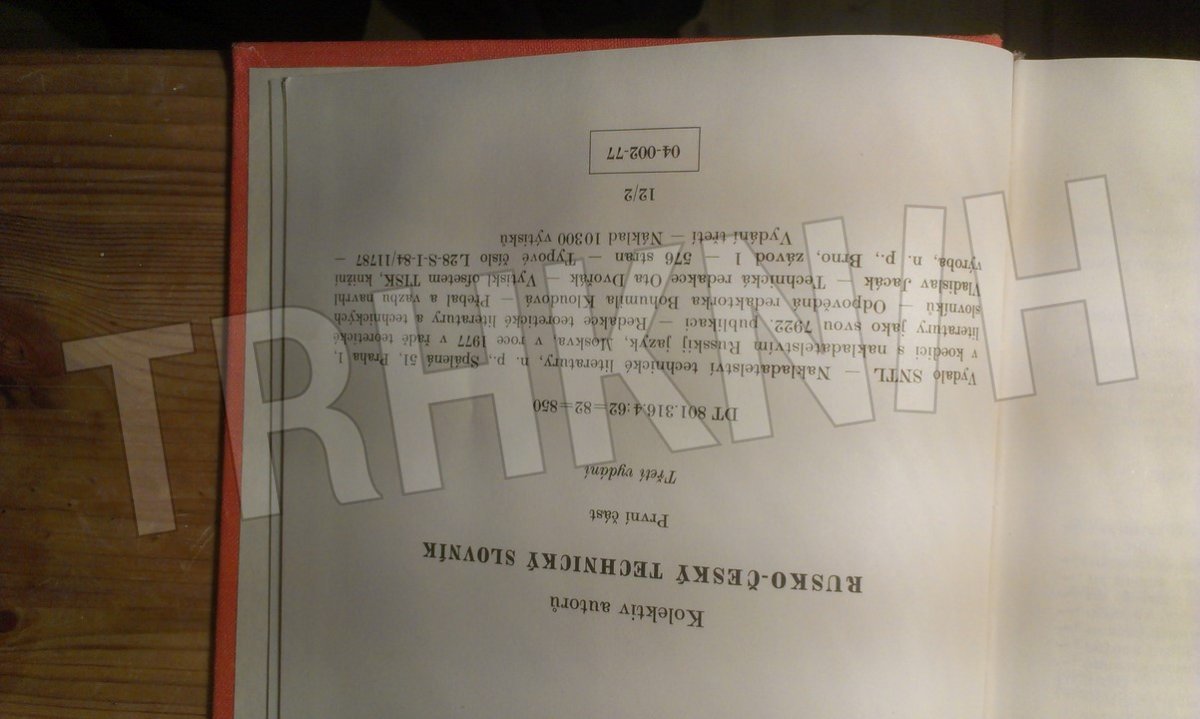 Kolektiv autorů
RUSKO-ČESKÝ TECHNICKÝ SLOVNÍK
První část
Třetí vydání
DT 801.316.4:62=82=850
Vydalo SNTL — Nakladatelství technické literatury, n. p., Spálená 51, Praha 1,
v koedici s nakladatelstvím Russkij jazyk, Moskva, v roce 1977 v řadě teoretické
literatury jako svou 7922. publikaci — Redakce teoretické literatury a technických
slovníků — Odpovědná redaktorka Bohumila Kloudová — Přebal a vazbu navrhl
Vladislav Jacák — Technická redakce Ota Dvořák — Vytiskl ofsetem TISK, knižní
výroba, n. p., Brno, závod 1 — 576 stran — Typové číslo L28-S-I-84/11787 —
Vydání třetí — Náklad 10 300 výtisků
12/2
04-002-77
TRHKNIH